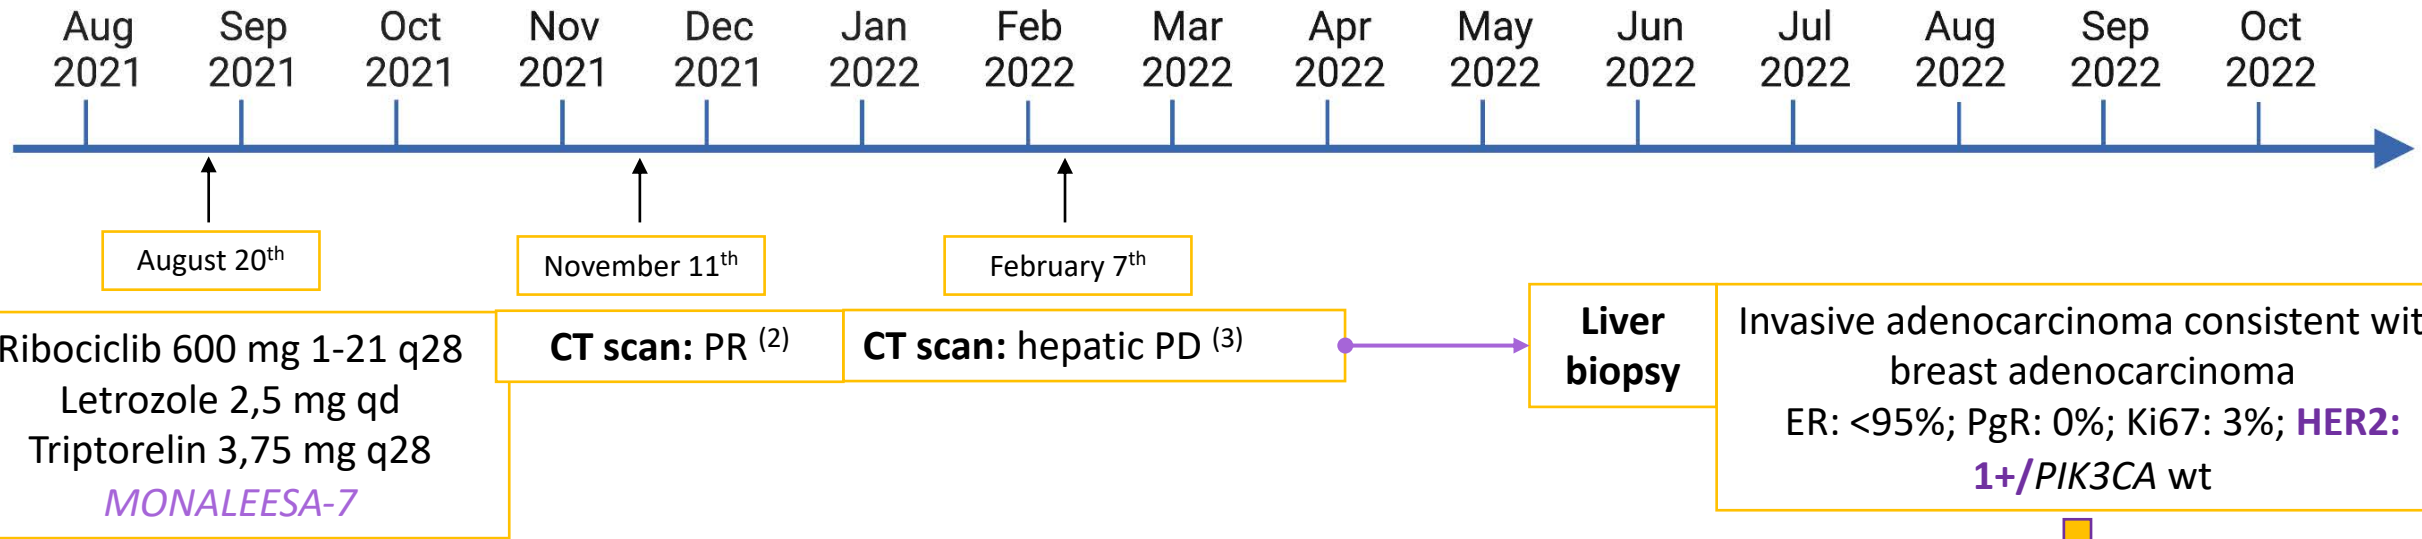 Aug Sep Oct Nov Dec Jan Feb Mar Apr May Jun Jul Aug Sep Oct
2021 2021 2021 2021 2021 2022 2022 2022 2022 2022 2022 2022 2022 2022 2022
August 20th
November 11th
February 7th
Ribociclib 600 mg 1-21 q28
Letrozole 2,5 mg qd
Triptorelin 3,75 mg q28
MONALEESA-7
CT scan: PR (2)
CT scan: hepatic PD (3)
Liver
biopsy
Invasive adenocarcinoma consistent wit
breast adenocarcinoma
ER: <95%; PgR: 0%; Ki67: 3%; HER2:
1+/PIK3CA wt